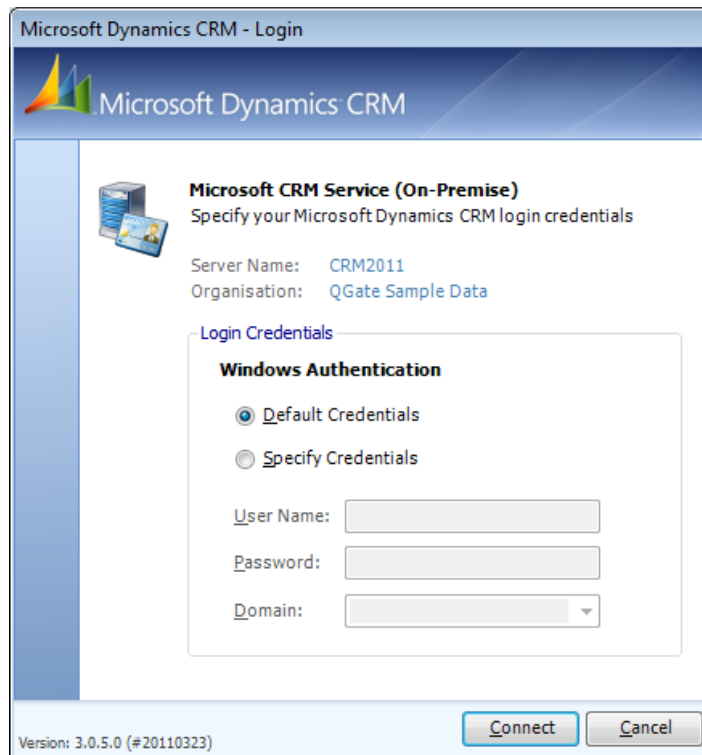 Microsoft Dynamics CRM - Login
Microsoft Dynamics CRM
Microsoft CRM Service (On-Premise)
Specify your Microsoft Dynamics CRM login credentials
Server Name: CRM2011
Organisation: QGate Sample Data
Login Credentials
Windows Authentication
Default Credentials
Specify Credentials
User Name:
Password:
Domain:
Connect Cancel
Version: 3.0.5.0 (#20110323)